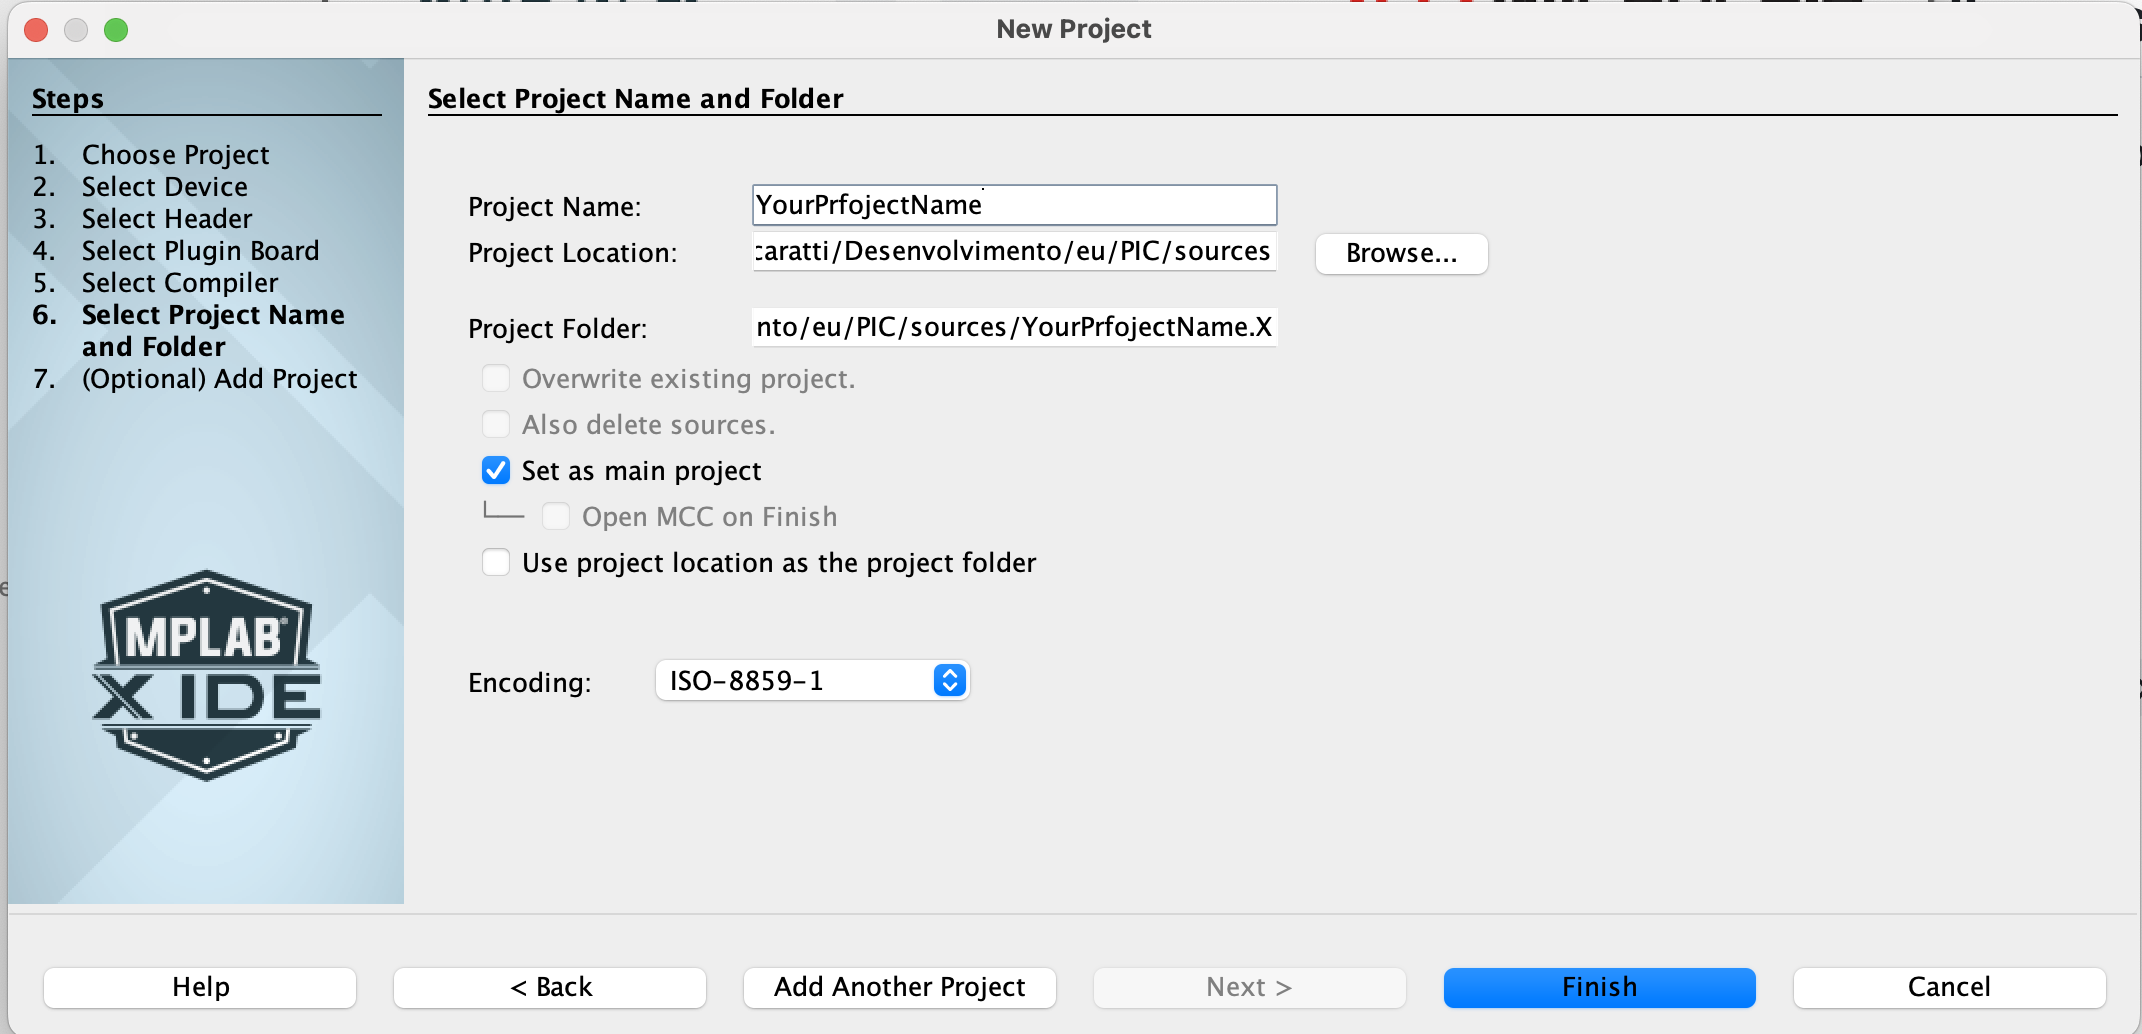 New Project
Steps
1. Choose Project
2. Select Device
3. Select Header
4. Select Plugin Board
5. Select Compiler
6. Select Project Name
and Folder
7. (Optional) Add Project
MPLAB®
X IDE
Select Project Name and Folder
Project Name: YourPrfojectName
Project Location: caratti/Desenvolvimento/eu/PIC/sources Browse...
Project Folder: nto/eu/PIC/sources/YourPrfojectName.X
Overwrite existing project.
Also delete sources.
Set as main project
Open MCC on Finish
Use project location as the project folder
Encoding: ISO-8859-1
Help < Back Add Another Project Next > Finish Cancel